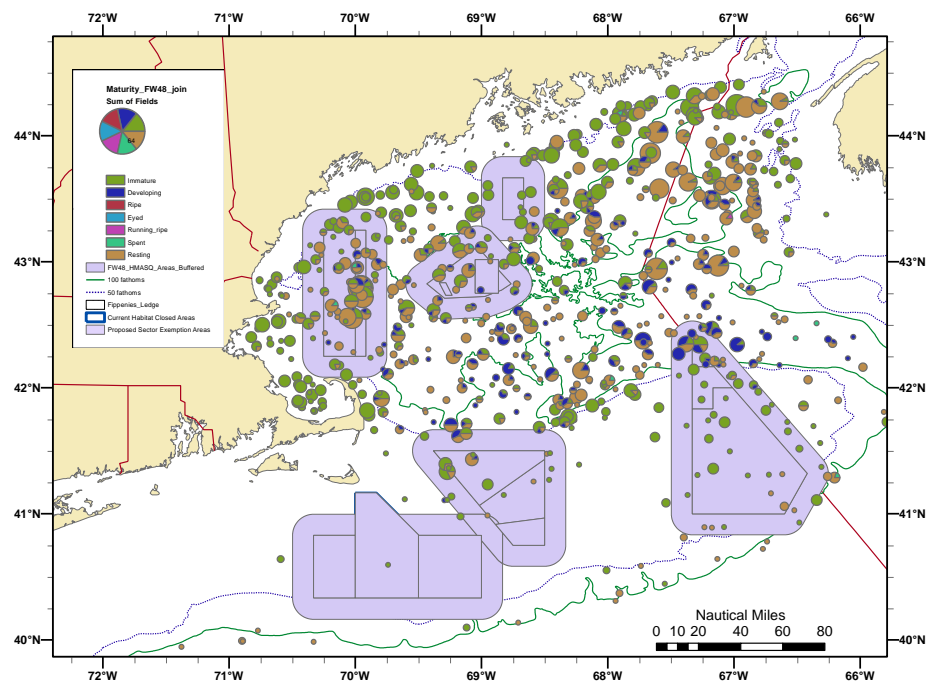 72°W 71°W 70°W 69°W 68°W 67°W 66°W
Maturity_FW48_join
Sum of Fields
54
Immature
Developing
Ripe
Eyed
Running_ripe
Spent
Resting
FW48_HMASQ_Areas_Buffered
100 fathoms
50 fathoms
Fippenies_Ledge
Current Habitat Closed Areas
Proposed Sector Exemption Areas
44°N 44°N
43°N 43°N
42°N 42°N
41°N 41°N
40°N 40°N
Nautical Miles
0 10 20 40 60 80
72°W 71°W 70°W 69°W 68°W 67°W 66°W